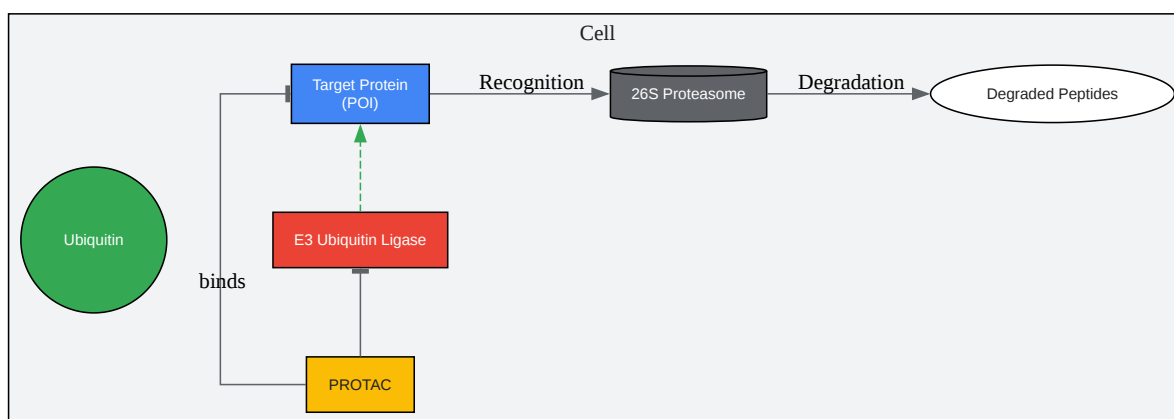 Cell
Target Protein
(POI)
Recognition
26S Proteasome
Degradation
Degraded Peptides
Ubiquitin
E3 Ubiquitin Ligase
binds
PROTAC